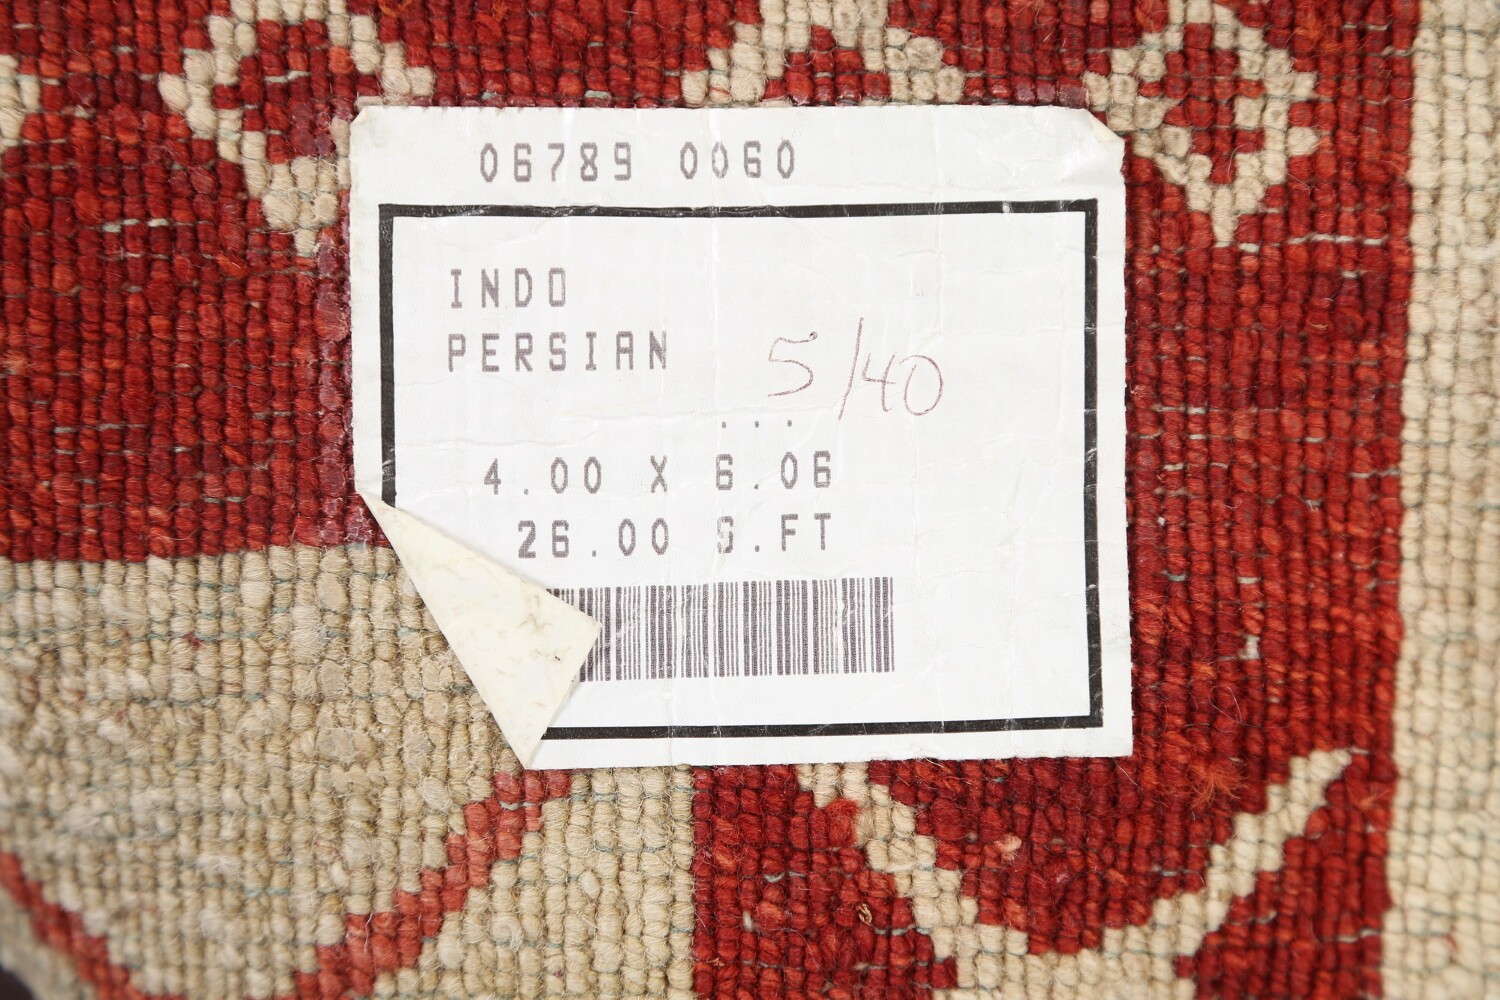 06789 0060
INDO
PERSIAN
5/40
...
4.00 X 6.06
26.00 S.FT